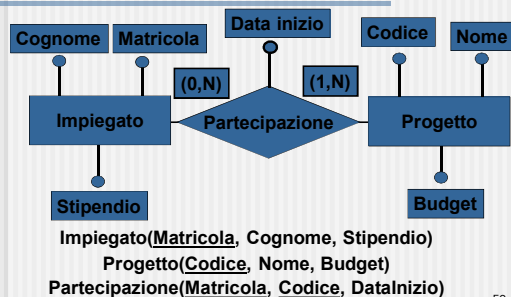 Data inizio
Cognome Matricola Codice Nome
(0,N) (1,N)
Impiegato Partecipazione Progetto
Stipendio Budget
Impiegato(Matricola, Cognome, Stipendio)
Progetto(Codice, Nome, Budget)
Partecipazione(Matricola, Codice, DataInizio)